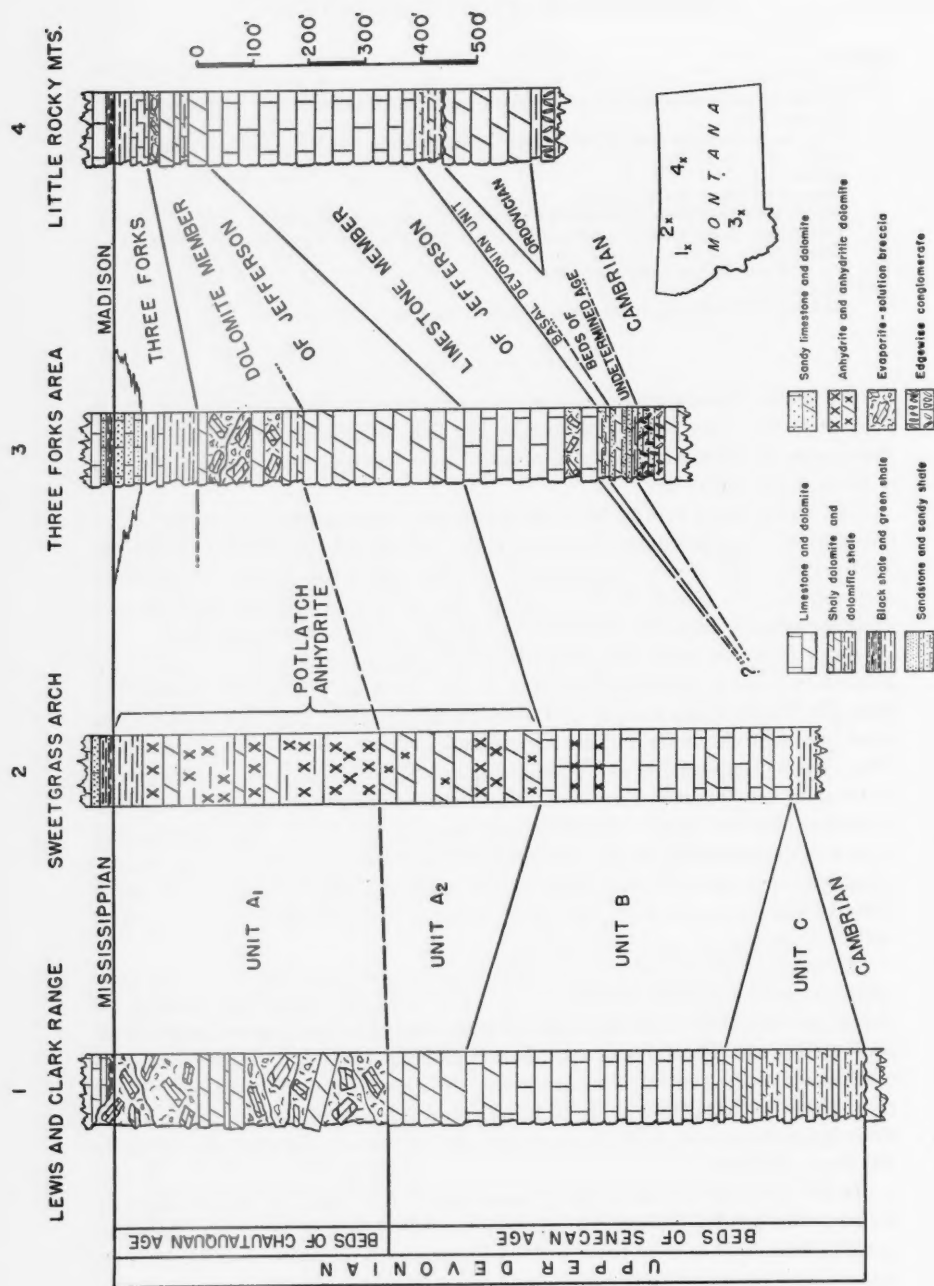 1
2
3
4
LEWIS AND CLARK RANGE
SWEETGRASS ARCH
THREE FORKS AREA
LITTLE ROCKY MTS.
MISSISSIPPIAN
MADISON
UNIT A1
UNIT A2
UNIT B
UNIT C
CAMBRIAN
POTLATCH
ANHYDRITE
THREE FORKS
DOLOMITE MEMBER
OF JEFFERSON
LIMESTONE MEMBER
OF JEFFERSON
BASAL DEVONIAN UNIT
ORDOVICIAN
BEDS OF
UNDETERMINED AGE
CAMBRIAN
?
0
100'
200'
300'
400'
500'
BEDS OF CHAUTAUQUAN AGE
BEDS OF SENECAN AGE
UPPER DEVONIAN
1x
2x
4x
MONTANA
3x
Limestone and dolomite
Shaly dolomite and
dolomitic shale
Black shale and green shale
Sandstone and sandy shale
Sandy limestone and dolomite
Anhydrite and anhydritic dolomite
Evaporite-solution breccia
Edgewise conglomerate